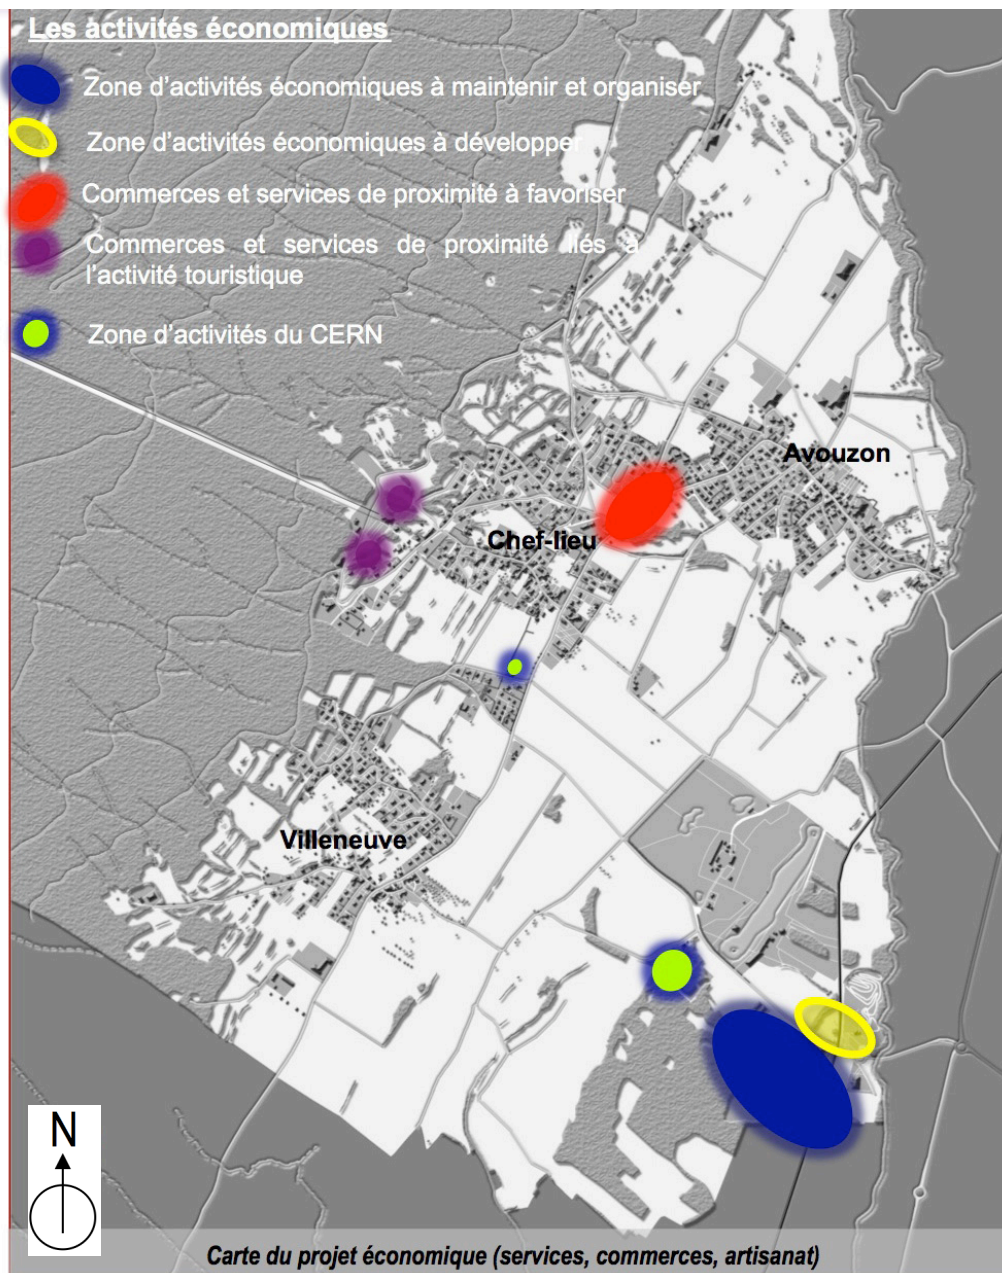 Les activités économiques
Zone d'activités économiques à maintenir et organiser
Zone d'activités économiques à développer
Commerces et services de proximité à favoriser
Commerces et services de proximité liés à
l'activité touristique
Zone d'activités du CERN
Avouzon
Chef-lieu
Villeneuve
N
Carte du projet économique (services, commerces, artisanat)